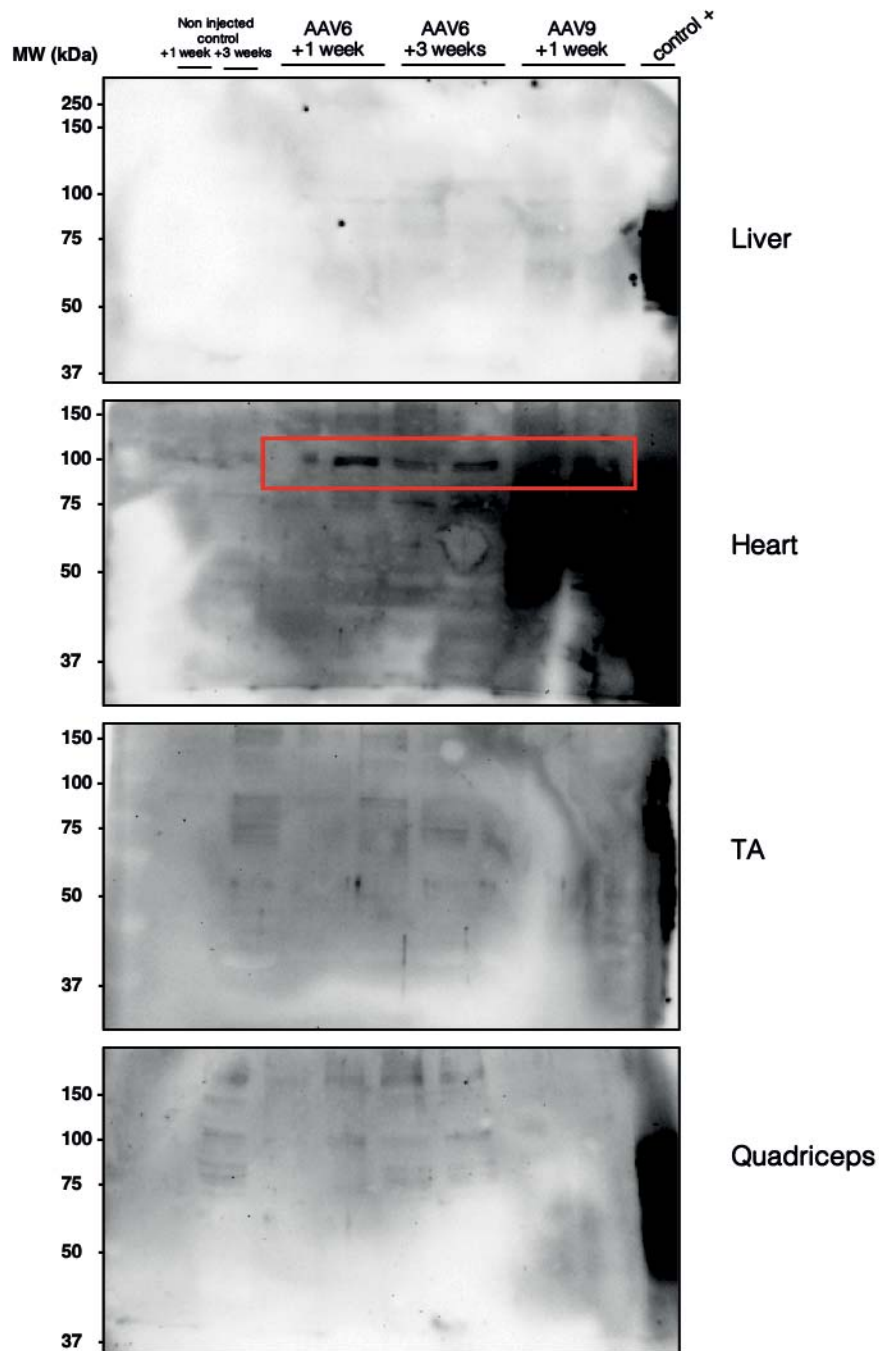 Non injected
control
+1 week +3 weeks
AAV6
+1 week
AAV6
+3 weeks
AAV9
+1 week
control +
MW (kDa)
250
150
100
75
50
37
Liver
150
100
75
50
37
Heart
150
100
75
50
37
TA
150
100
75
50
37
Quadriceps